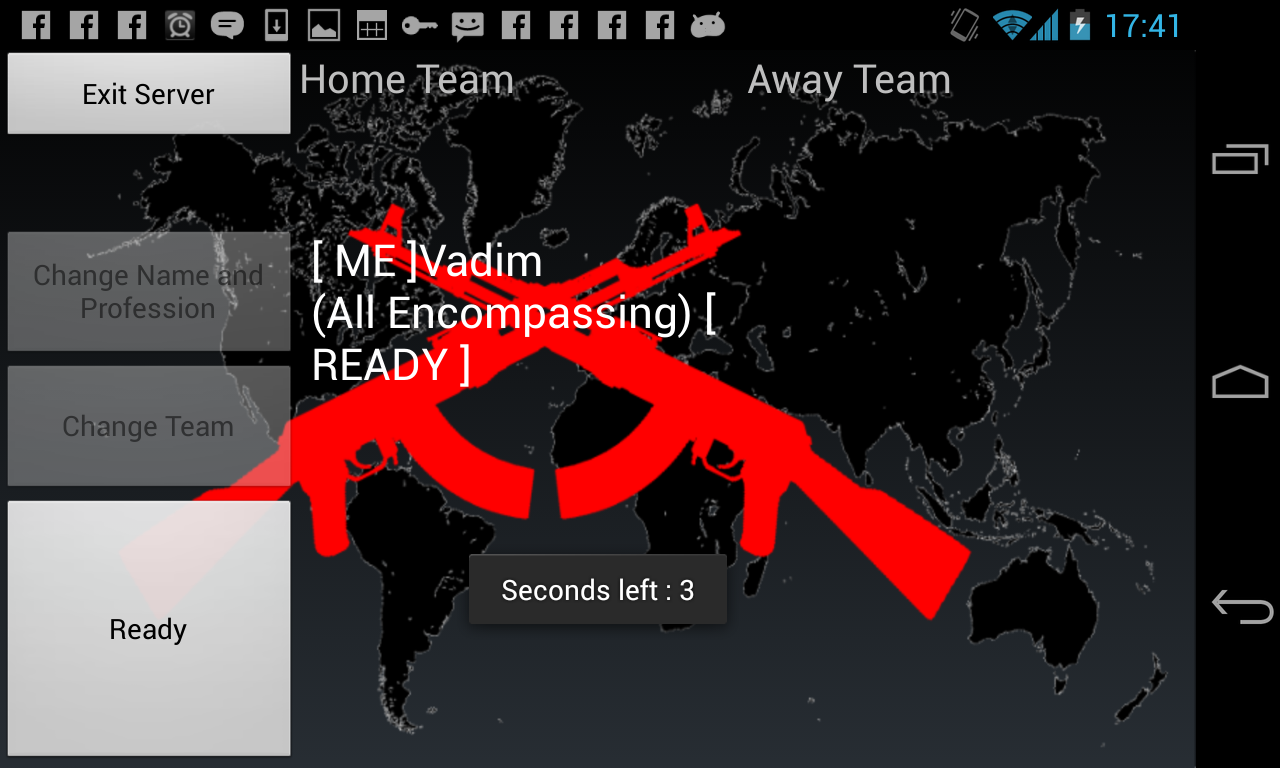 17:41
Exit Server
Home Team
Away Team
Change Name and
Profession
Change Team
Ready
[ ME ]Vadim
(All Encompassing) [
READY ]
Seconds left : 3